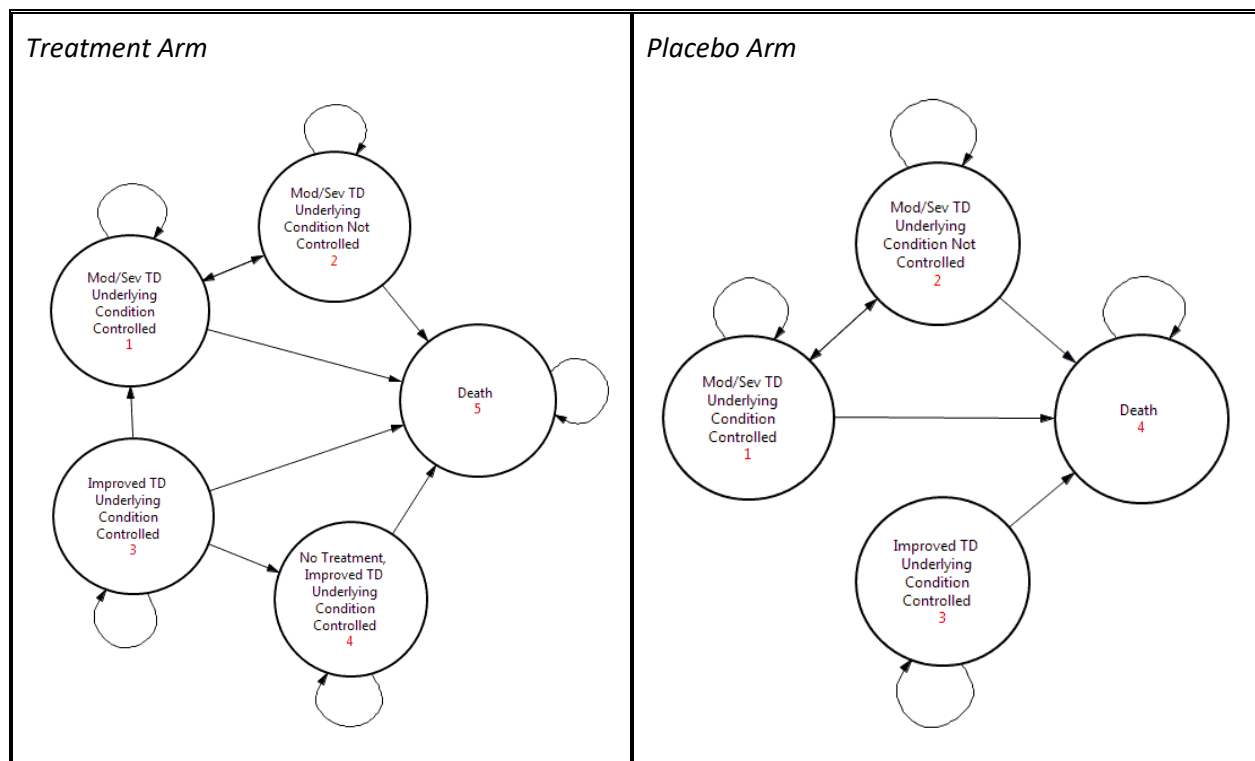 Treatment Arm
Mod/Sev TD
Underlying
Condition Not
Controlled
2
Mod/Sev TD
Underlying
Condition
Controlled
1
Death
5
Improved TD
Underlying
Condition
Controlled
3
No Treatment,
Improved TD
Underlying
Condition
Controlled
4
Placebo Arm
Mod/Sev TD
Underlying
Condition Not
Controlled
2
Mod/Sev TD
Underlying
Condition
Controlled
1
Death
4
Improved TD
Underlying
Condition
Controlled
3